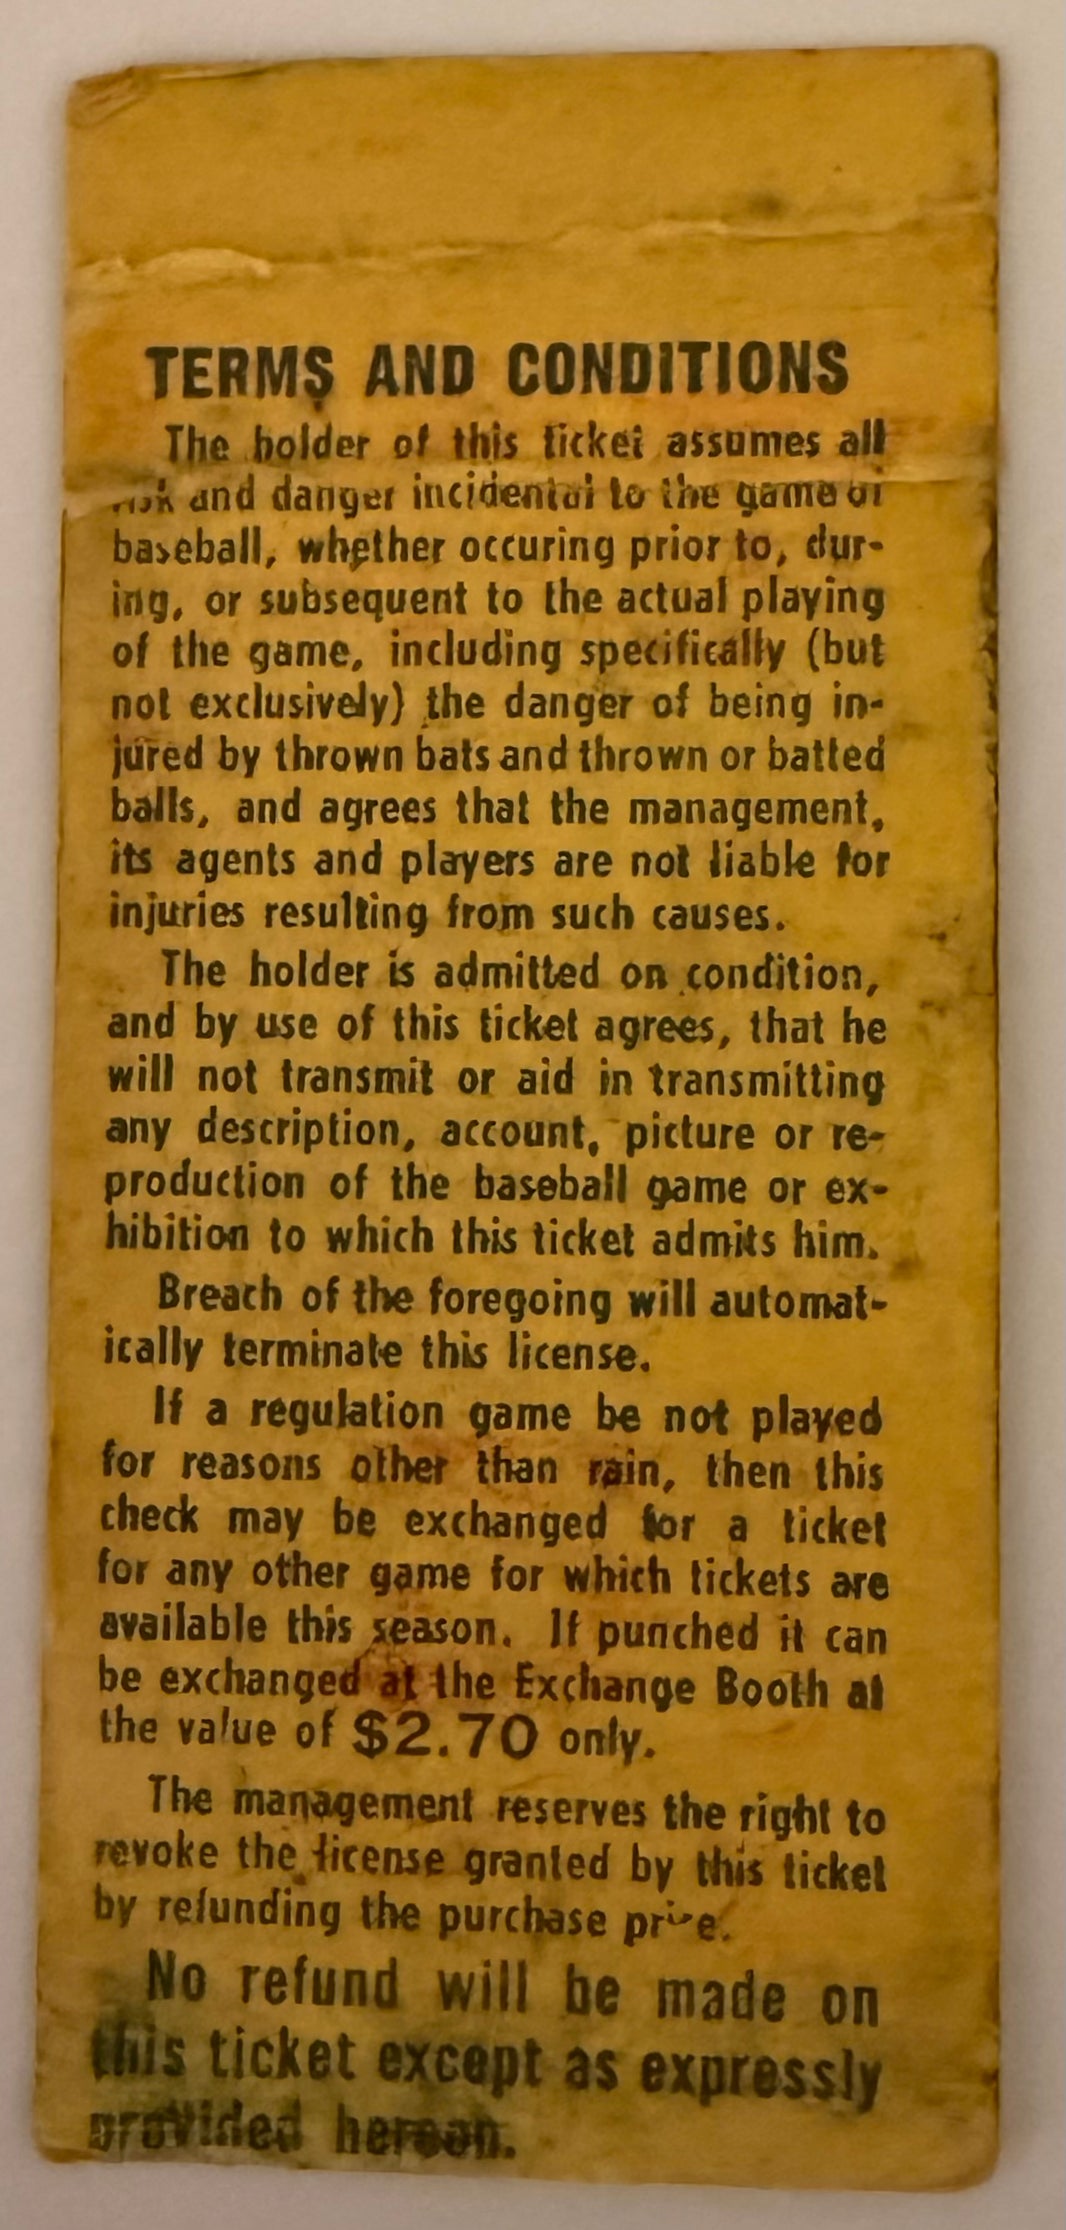 TERMS AND CONDITIONS
The holder of this ticket assumes all
risk and danger incidental to the game of
baseball, whether occuring prior to, dur-
ing, or subsequent to the actual playing
of the game, including specifically (but
not exclusively) the danger of being in-
jured by thrown bats and thrown or batted
balls, and agrees that the management,
its agents and players are not liable for
injuries resulting from such causes.
The holder is admitted on condition,
and by use of this ticket agrees, that he
will not transmit or aid in transmitting
any description, account, picture or re-
production of the baseball game or ex-
hibition to which this ticket admits him.
Breach of the foregoing will automat-
ically terminate this license.
If a regulation game be not played
for reasons other than rain, then this
check may be exchanged for a ticket
for any other game for which tickets are
available this season. If punched it can
be exchanged at the Exchange Booth at
the value of $2.70 only.
The management reserves the right to
revoke the license granted by this ticket
by refunding the purchase price.
No refund will be made on
this ticket except as expressly
provided hereon.